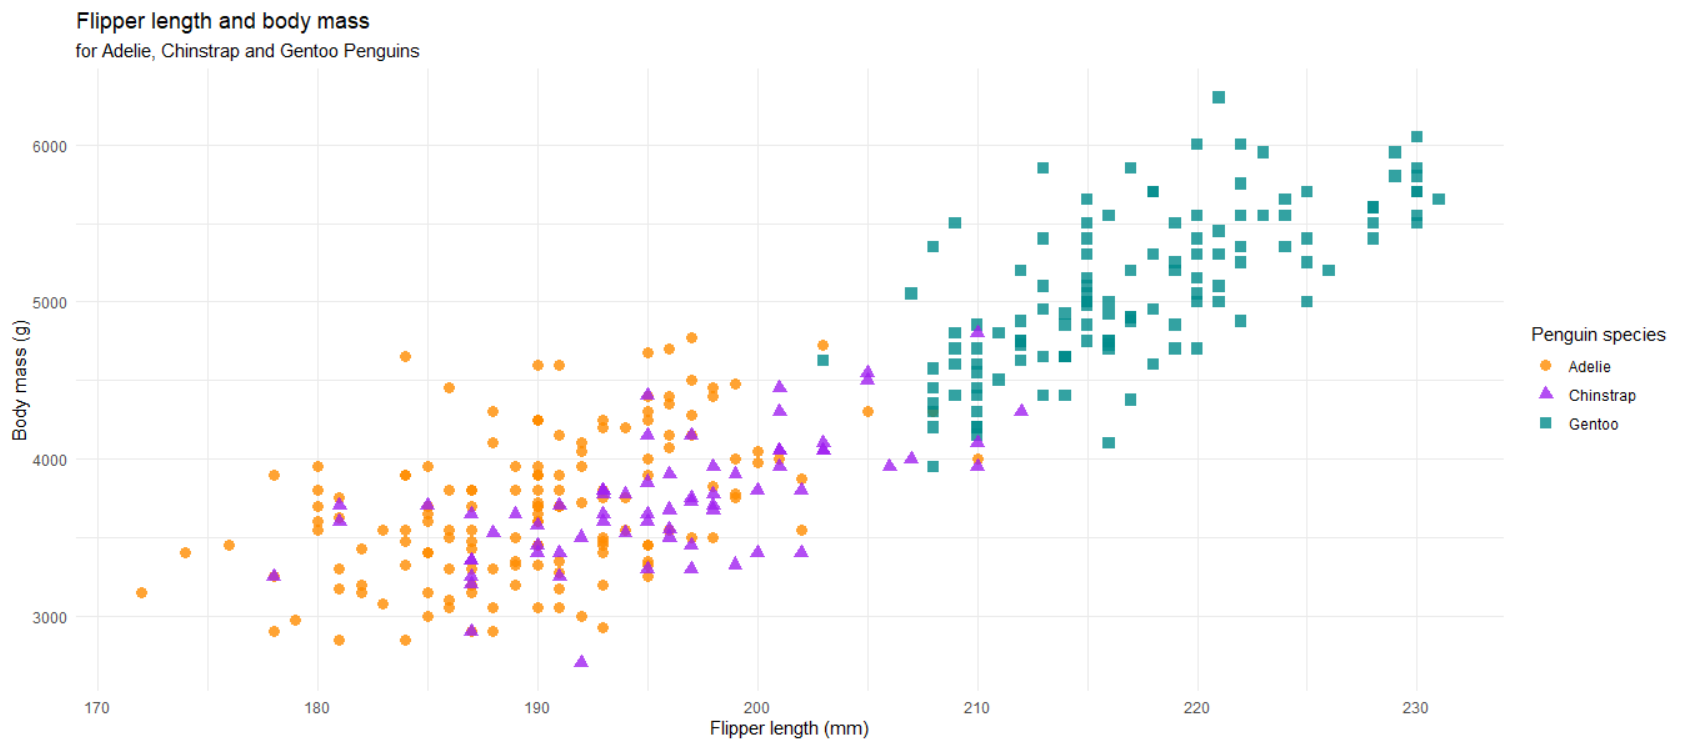 Flipper length and body mass
for Adelie, Chinstrap and Gentoo Penguins
6000
5000
4000
3000
Body mass (g)
170 180 190 200 210 220 230
Flipper length (mm)
Penguin species
Adelie
Chinstrap
Gentoo